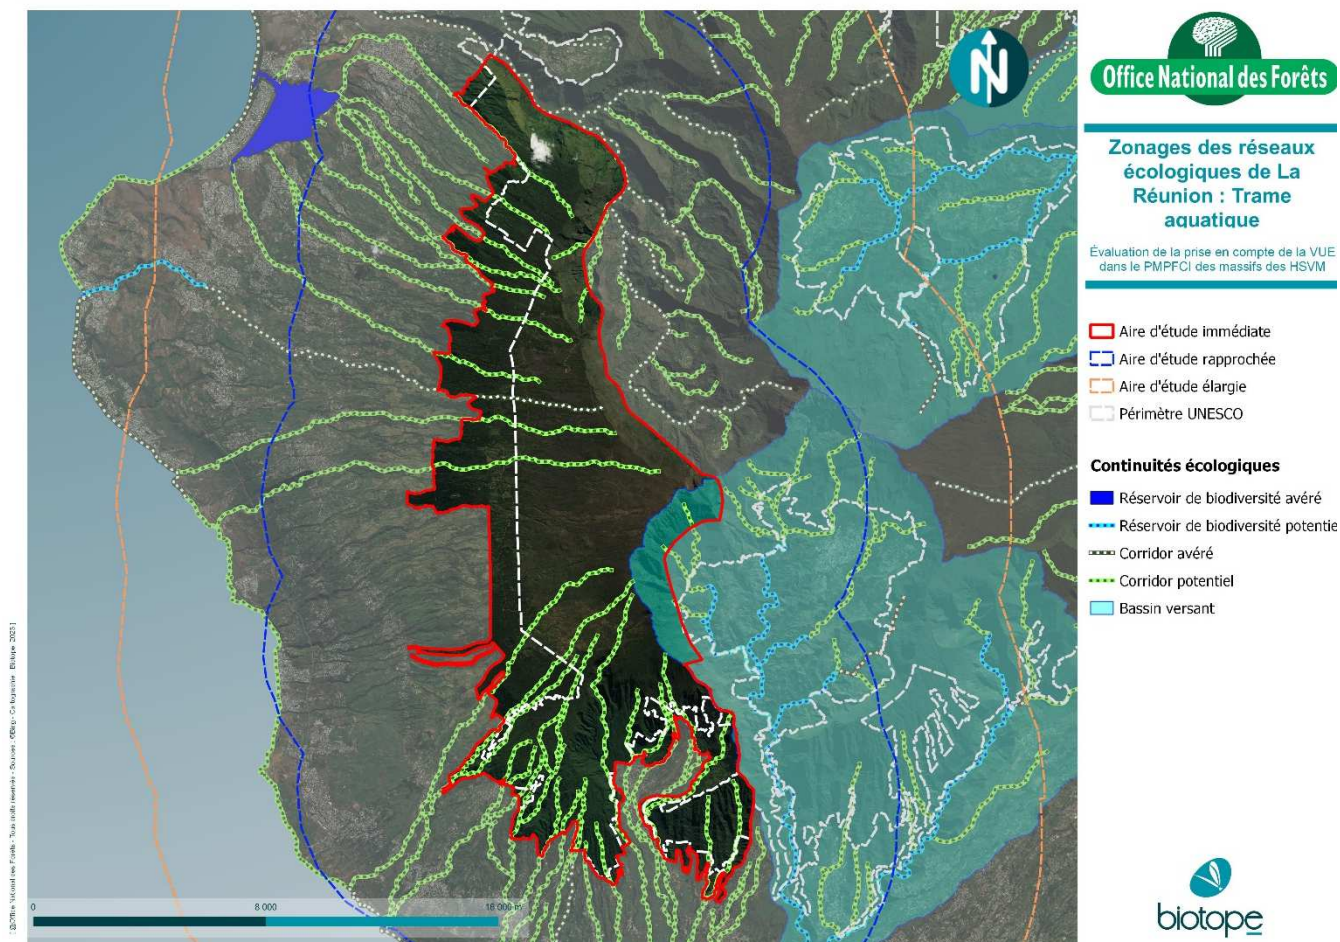 N
Office National des Forêts
Zonages des réseaux
écologiques de La
Réunion : Trame
aquatique
Évaluation de la prise en compte de la VUE
dans le PMPFCI des massifs des HSVM
Aire d'étude immédiate
Aire d'étude rapprochée
Aire d'étude élargie
Périmètre UNESCO
Continuités écologiques
Réservoir de biodiversité avéré
Réservoir de biodiversité potentie
Corridor avéré
Corridor potentiel
Bassin versant
0 8 000 16 000 m
biotope